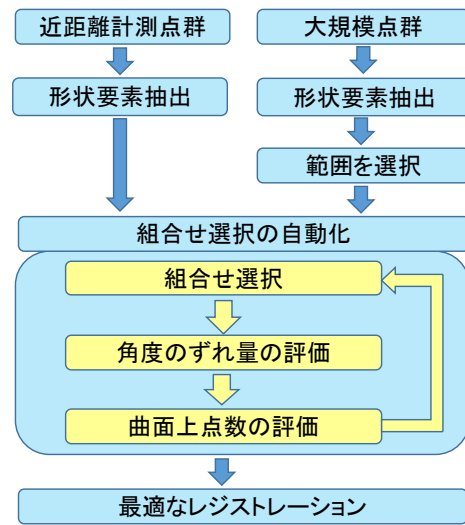 近距離計測点群
大規模点群
形状要素抽出
形状要素抽出
範囲を選択
組合せ選択の自動化
組合せ選択
角度のずれ量の評価
曲面上点数の評価
最適なレジストレーション